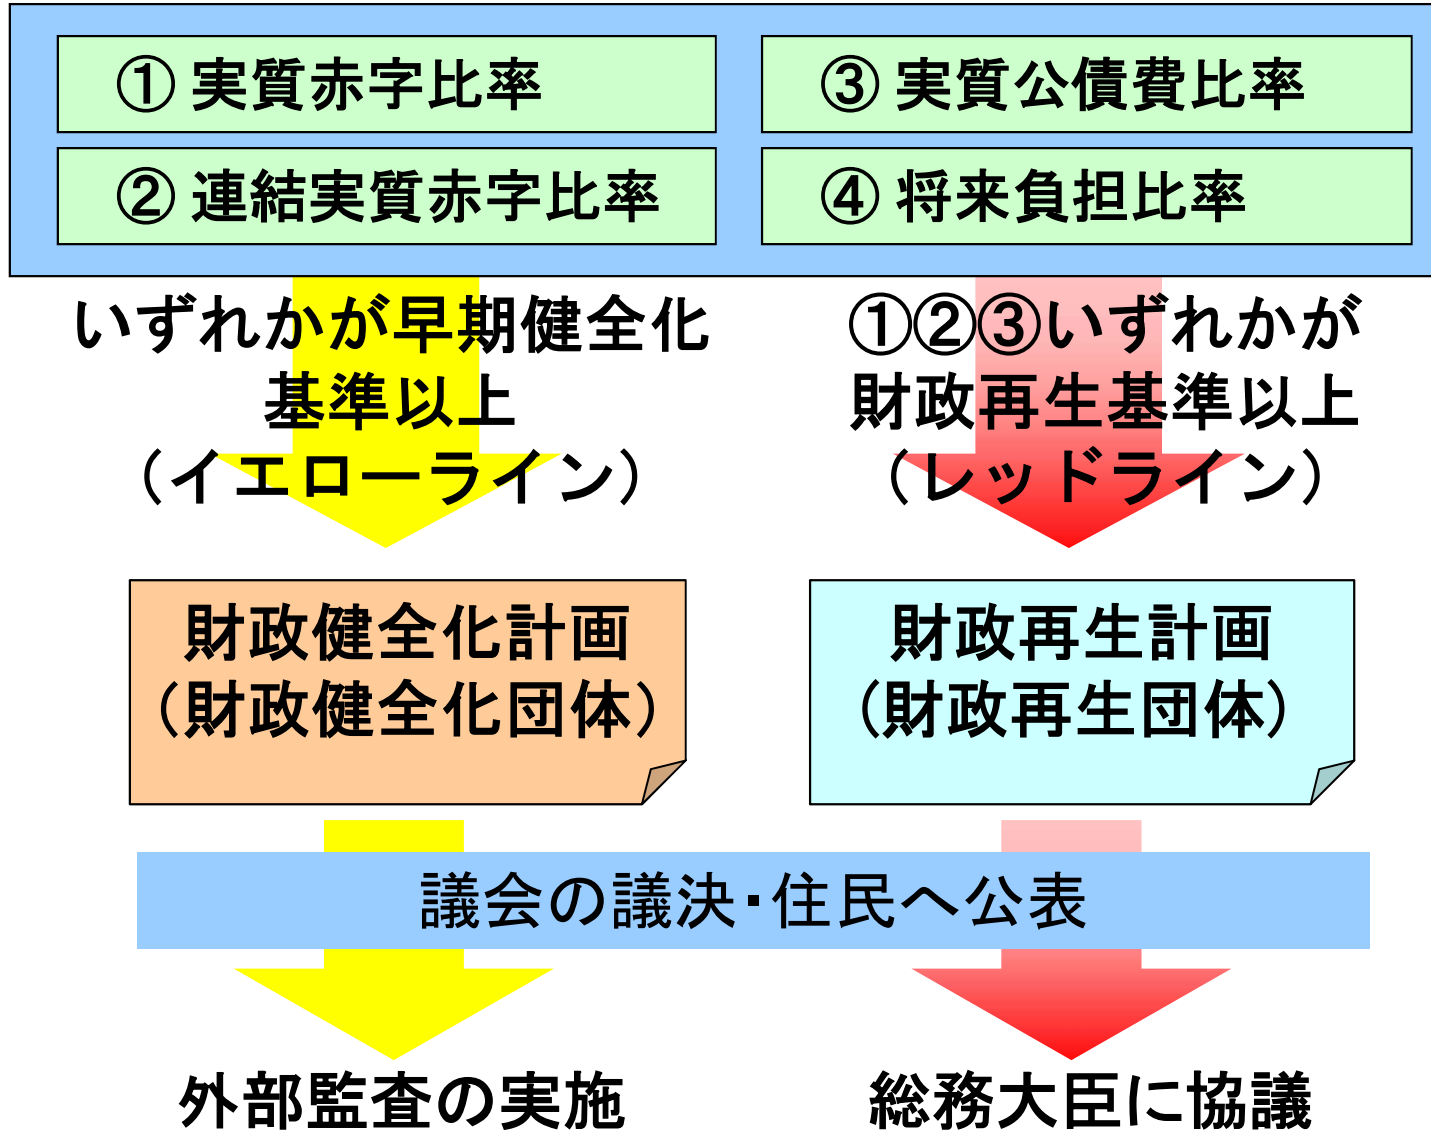 ① 実質赤字比率
② 連結実質赤字比率
③ 実質公債費比率
④ 将来負担比率
いずれかが早期健全化
基準以上
（イエローライン）
①②③いずれかが
財政再生基準以上
（レッドライン）
財政健全化計画
（財政健全化団体）
財政再生計画
（財政再生団体）
議会の議決・住民へ公表
外部監査の実施
総務大臣に協議